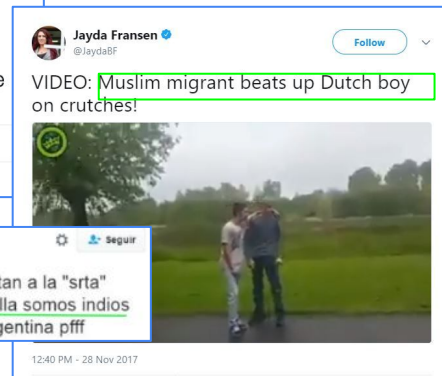 Jayda Fransen
@JaydaBF
Follow
VIDEO: Muslim migrant beats up Dutch boy
on crutches!
Seguir
tan a la "srta"
lla somos indios
gentina pfff
12:40 PM - 28 Nov 2017